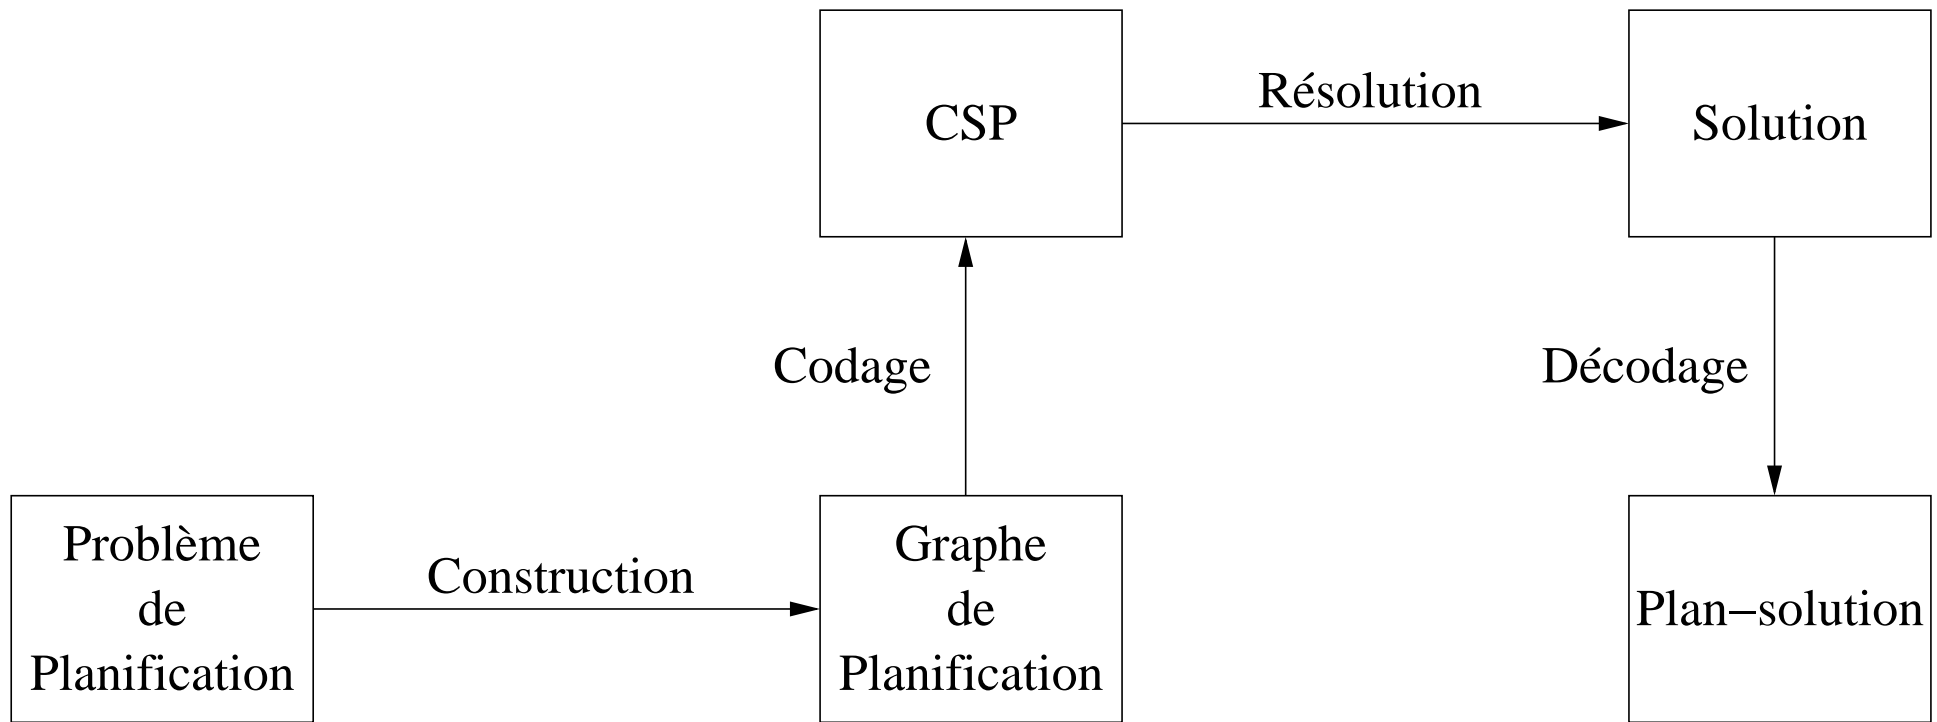 CSP
Résolution
Solution
Codage
Décodage
Problème
de
Planification
Construction
Graphe
de
Planification
Plan−solution